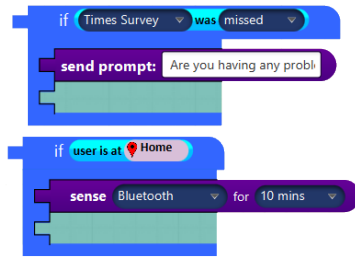 if Times Survey was missed
send prompt: Are you having any probl
if user is at Home
sense Bluetooth for 10 mins